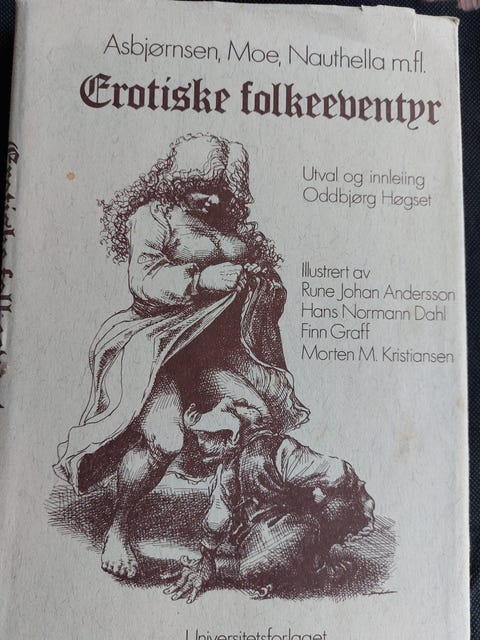 Asbjørnsen, Moe, Nauthella m.fl.
Erotiske folkeeventyr
Utval og innleiing
Oddbjørg Høgset
Illustrert av
Rune Johan Andersson
Hans Normann Dahl
Finn Graff
Morten M. Kristiansen
Universitetsforlaget